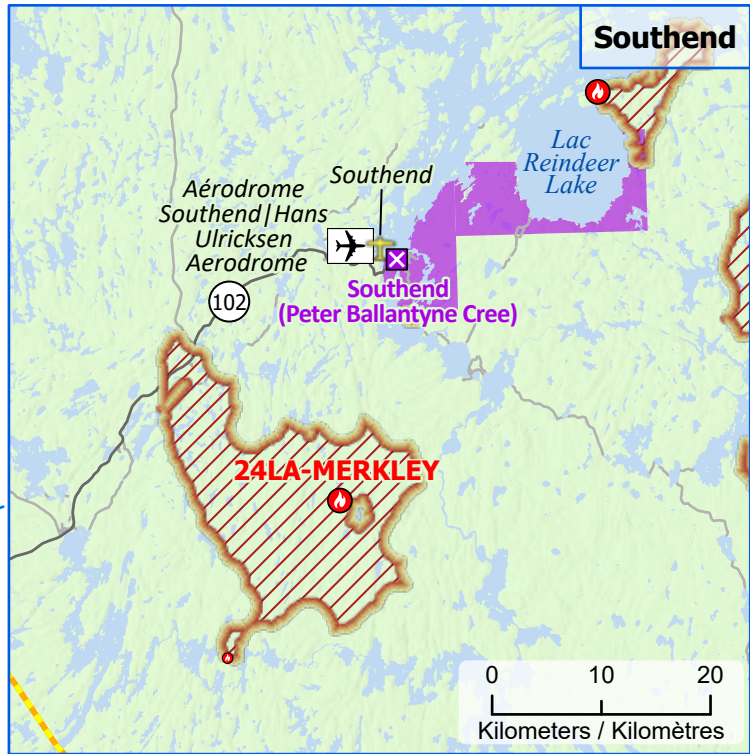 Southend
Lac
Reindeer
Lake
Southend
Aérodrome
Southend|Hans
Ulricksen
Aerodrome
102
Southend
(Peter Ballantyne Cree)
24LA-MERKLEY
0 10 20
Kilometers / Kilomètres